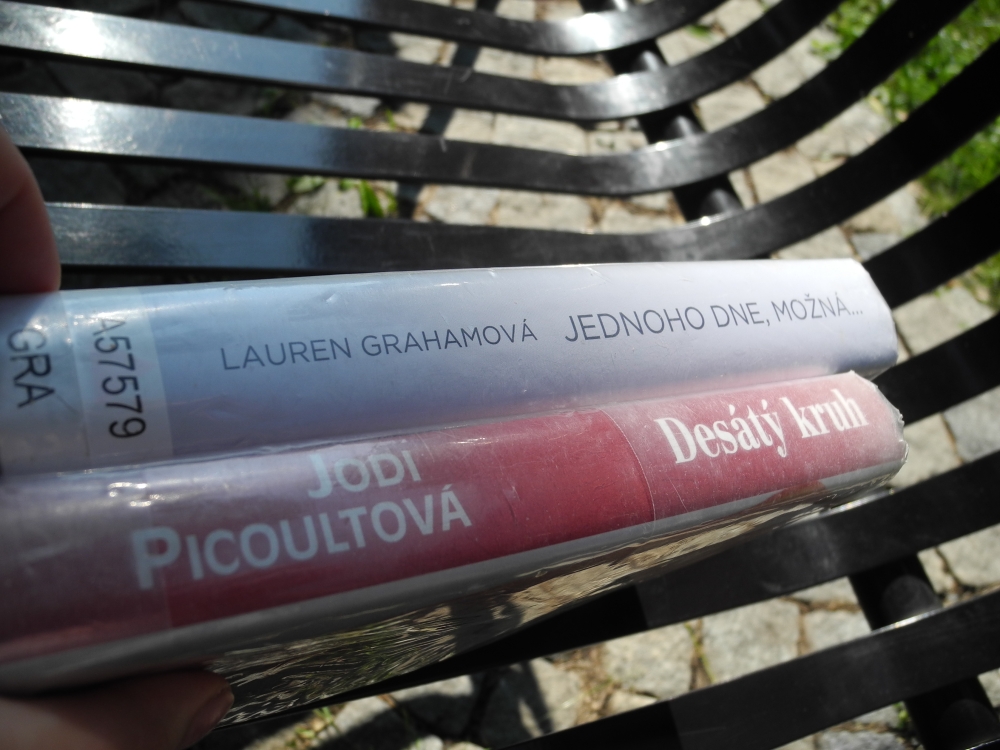 GRA
A57579
LAUREN GRAHAMOVÁ JEDNOHO DNE, MOŽNÁ...
JODI
PICOULTOVÁ
Desátý kruh